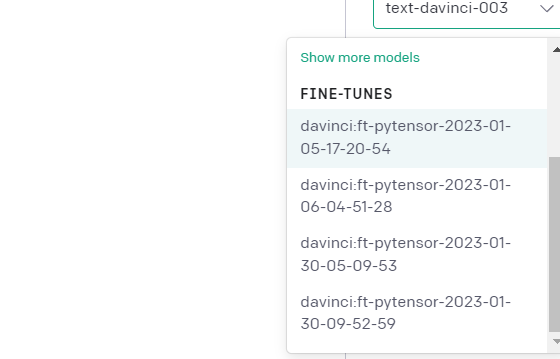 text-davinci-003
Show more models
FINE-TUNES
davinci:ft-pytensor-2023-01-
05-17-20-54
davinci:ft-pytensor-2023-01-
06-04-51-28
davinci:ft-pytensor-2023-01-
30-05-09-53
davinci:ft-pytensor-2023-01-
30-09-52-59